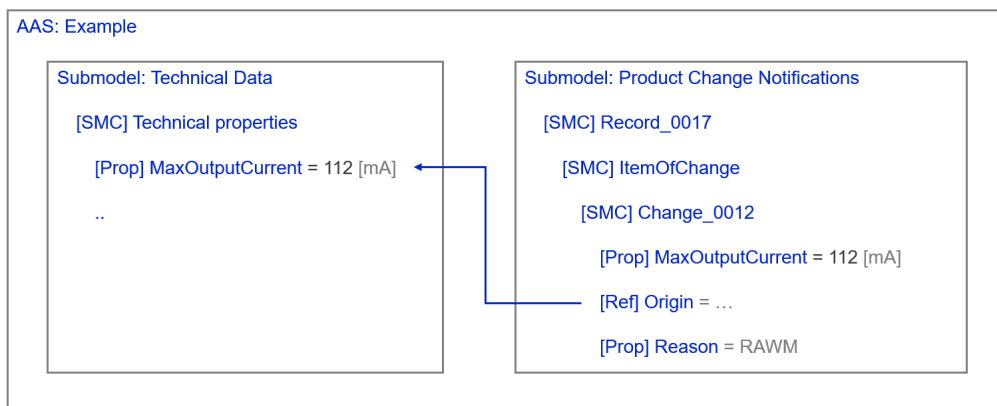 AAS: Example
Submodel: Technical Data
[SMC] Technical properties
[Prop] MaxOutputCurrent = 112 [mA]
..
Submodel: Product Change Notifications
[SMC] Record_0017
[SMC] ItemOfChange
[SMC] Change_0012
[Prop] MaxOutputCurrent = 112 [mA]
[Ref] Origin = …
[Prop] Reason = RAWM